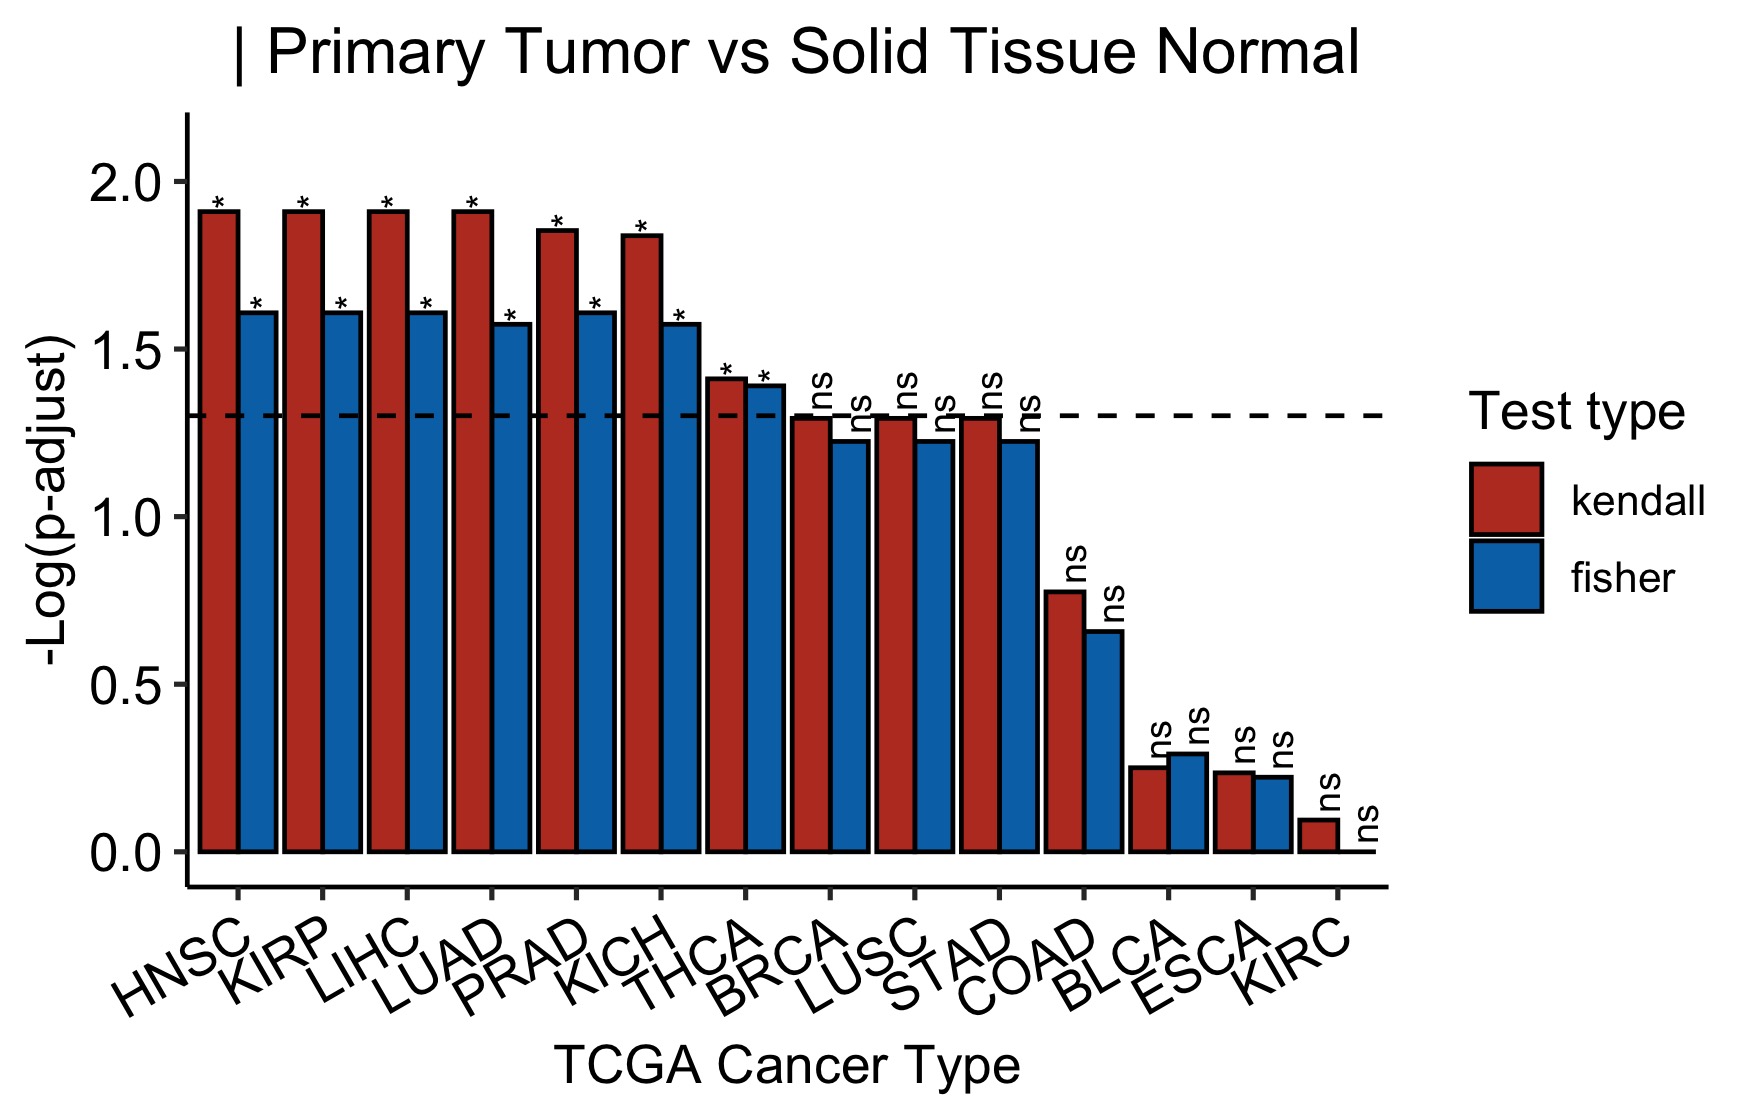 | Primary Tumor vs Solid Tissue Normal
-Log(p-adjust)
2.0
1.5
1.0
0.5
0.0
* * * * * * * * * * * * * * ns ns ns ns ns ns ns ns ns ns ns ns ns ns
HNSC KIRP LIHC LUAD PRAD KICH THCA BRCA LUSC STAD COAD BLCA ESCA KIRC
TCGA Cancer Type
Test type
kendall
fisher